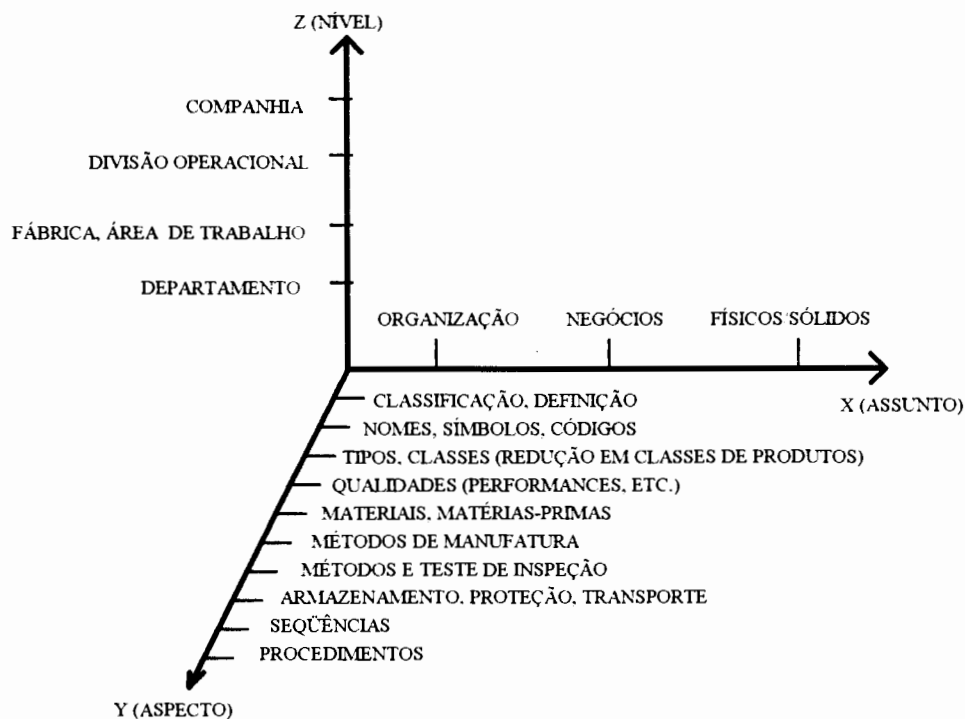 Z (NÍVEL)
COMPANHIA
DIVISÃO OPERACIONAL
FÁBRICA, ÁREA DE TRABALHO
DEPARTAMENTO
ORGANIZAÇÃO NEGÓCIOS FÍSICOS SÓLIDOS
X (ASSUNTO)
CLASSIFICAÇÃO, DEFINIÇÃO
NOMES, SÍMBOLOS, CÓDIGOS
TIPOS, CLASSES (REDUÇÃO EM CLASSES DE PRODUTOS)
QUALIDADES (PERFORMANCES, ETC.)
MATERIAIS, MATÉRIAS-PRIMAS
MÉTODOS DE MANUFATURA
MÉTODOS E TESTE DE INSPEÇÃO
ARMAZENAMENTO, PROTEÇÃO, TRANSPORTE
SEQÜÊNCIAS
PROCEDIMENTOS
Y (ASPECTO)